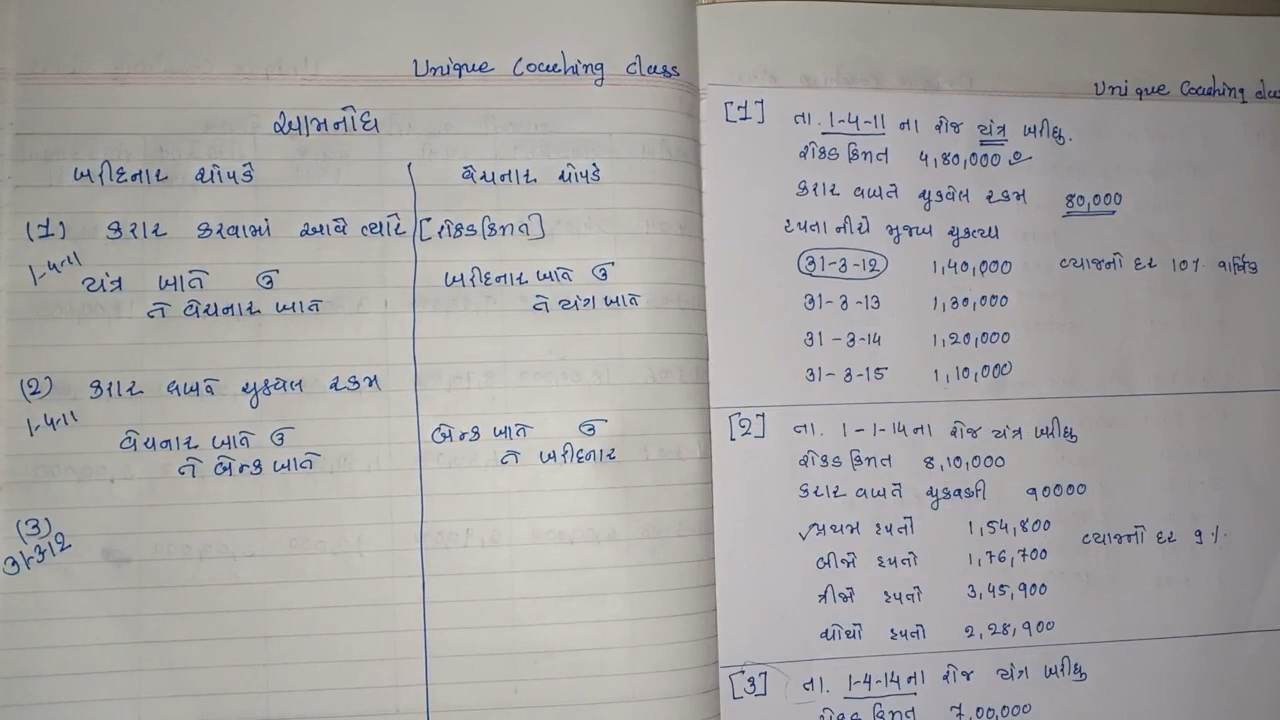 Unique Coaching class
આમનોંધ
ખરીદનાર ચોપડે
વેચનાર ચોપડે
(1) કરાર કરવામાં આવે ત્યારે [રોકડકિંમત]
1-4-11
યંત્ર ખાતે ઉ
તે વેચનાર ખાતે
ખરીદનાર ખાતે ઉ
તે યંત્ર ખાતે
(2) કરાર વખતે ચુકવેલ રકમ
1-4-11
વેચનાર ખાતે ઉ
તે બેન્ક ખાતે
બેન્ક ખાતે ઉ
તે ખરીદનાર
(3)
31-3-12
Unique Coaching clas
[1] તા. 1-4-11 ના રોજ યંત્ર ખરીધુ.
રોકડ કિંમત 4,80,000
કરાર વખતે ચુકવેલ રકમ 80,000
હપતા નીચે મુજબ ચુકવ્યા
31-3-12 1,40,000 વ્યાજનો દર 10% વાર્ષિક
31-3-13 1,30,000
31-3-14 1,20,000
31-3-15 1,10,000
[2] તા. 1-1-14 ના રોજ યંત્ર ખરીધુ
રોકડ કિંમત 8,10,000
કરાર વખતે ચુકવણી 90000
પ્રથમ હપતો 1,54,800 વ્યાજનો દર 9%
બીજો હપતો 1,76,700
ત્રીજો હપતો 3,45,900
ચોથો હપતો 2,28,900
[3] તા. 1-4-14 ના રોજ યંત્ર ખરીધુ
રોકડ કિંમત 7,00,000